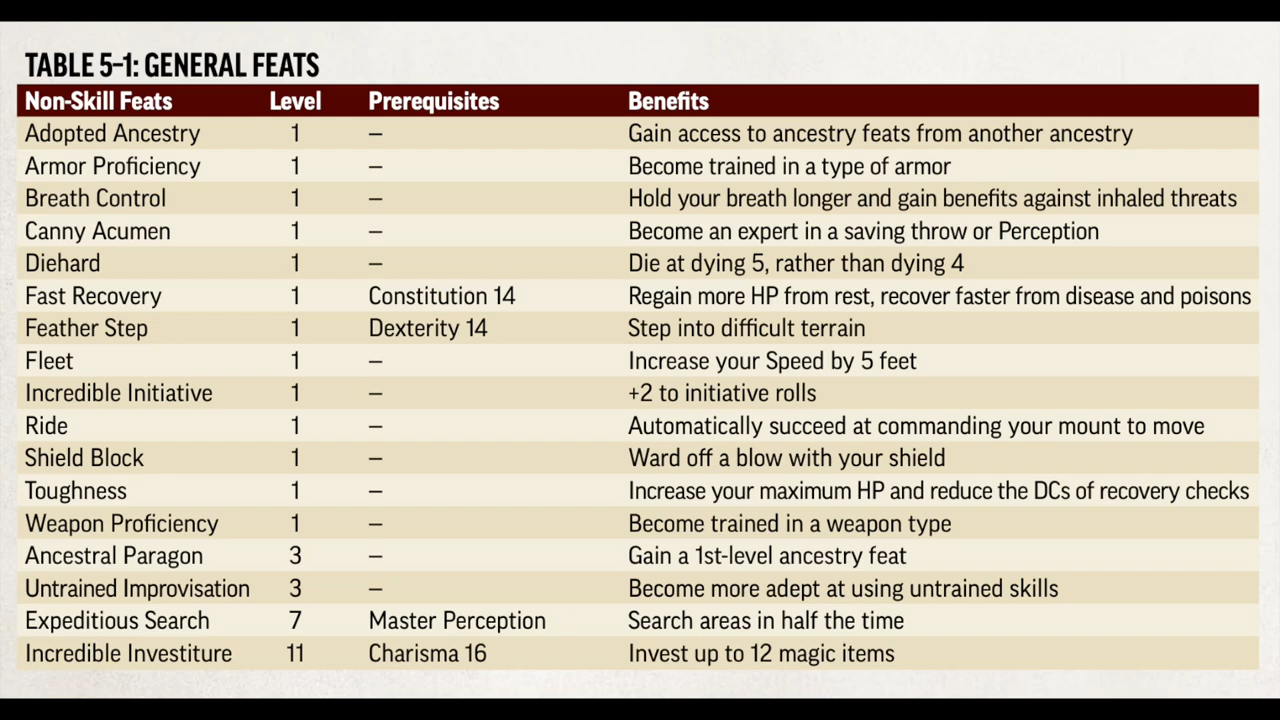 TABLE 5–1: GENERAL FEATS
Non-Skill Feats Level Prerequisites Benefits
Adopted Ancestry 1 — Gain access to ancestry feats from another ancestry
Armor Proficiency 1 — Become trained in a type of armor
Breath Control 1 — Hold your breath longer and gain benefits against inhaled threats
Canny Acumen 1 — Become an expert in a saving throw or Perception
Diehard 1 — Die at dying 5, rather than dying 4
Fast Recovery 1 Constitution 14 Regain more HP from rest, recover faster from disease and poisons
Feather Step 1 Dexterity 14 Step into difficult terrain
Fleet 1 — Increase your Speed by 5 feet
Incredible Initiative 1 — +2 to initiative rolls
Ride 1 — Automatically succeed at commanding your mount to move
Shield Block 1 — Ward off a blow with your shield
Toughness 1 — Increase your maximum HP and reduce the DCs of recovery checks
Weapon Proficiency 1 — Become trained in a weapon type
Ancestral Paragon 3 — Gain a 1st-level ancestry feat
Untrained Improvisation 3 — Become more adept at using untrained skills
Expeditious Search 7 Master Perception Search areas in half the time
Incredible Investiture 11 Charisma 16 Invest up to 12 magic items